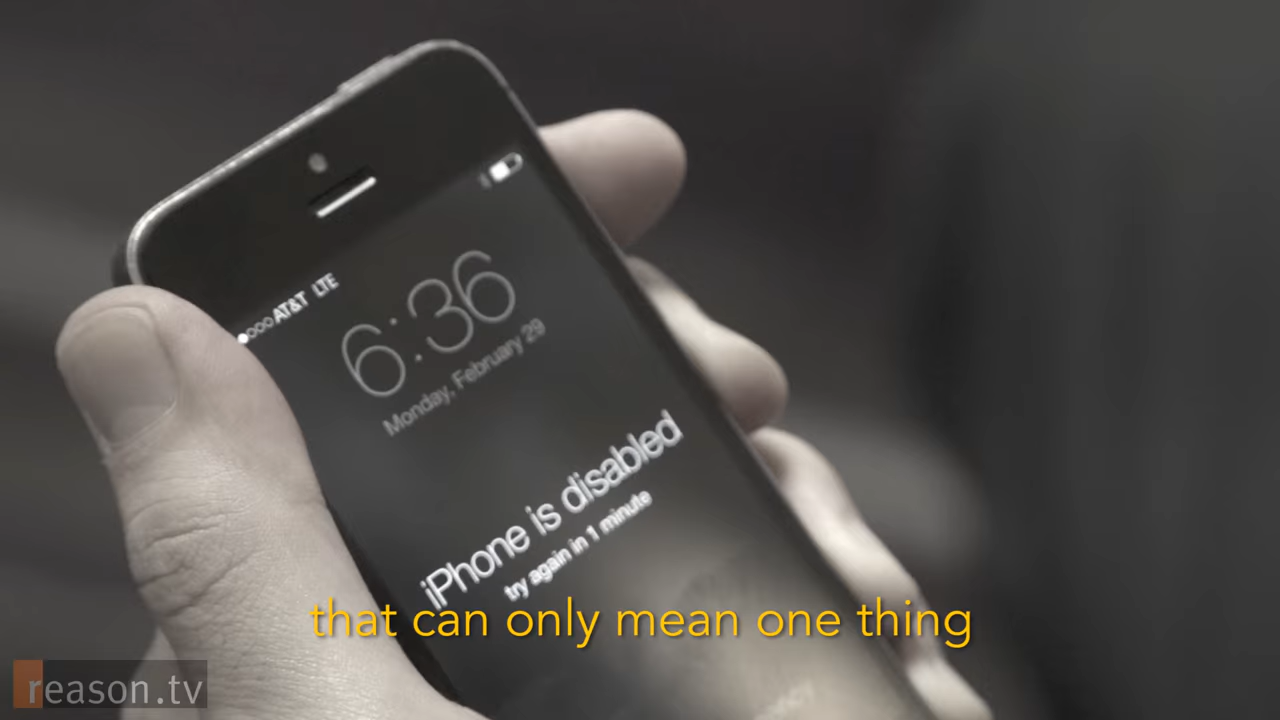 ●○○○○ AT&T LTE
6:36
Monday, February 29
iPhone is disabled
try again in 1 minute
that can only mean one thing
reason.tv